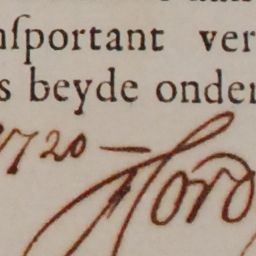 nſportant ver
s beyde onder
1720 —